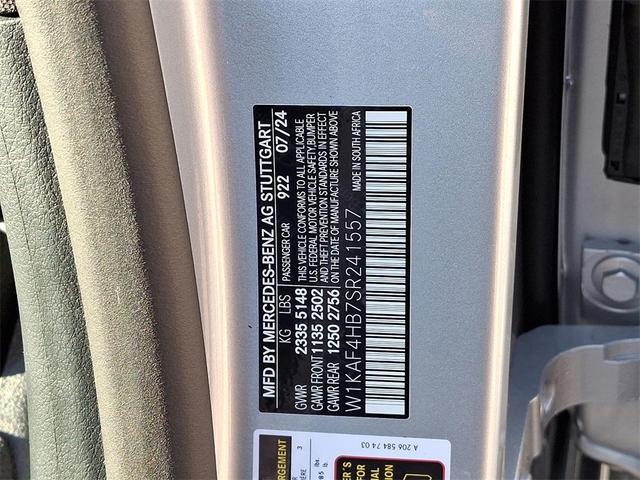 MFD BY MERCEDES-BENZ AG STUTTGART
KG LBS PASSENGER CAR 922 07/24
GVWR 2335 5148 THIS VEHICLE CONFORMS TO ALL APPLICABLE
GAWR FRONT 1135 2502 U.S. FEDERAL MOTOR VEHICLE SAFETY, BUMPER
GAWR REAR 1250 2756 AND THEFT PREVENTION STANDARDS IN EFFECT
ON THE DATE OF MANUFACTURE SHOWN ABOVE
W1KAF4HB7SR241557 MADE IN SOUTH AFRICA
A 206 584 74 03